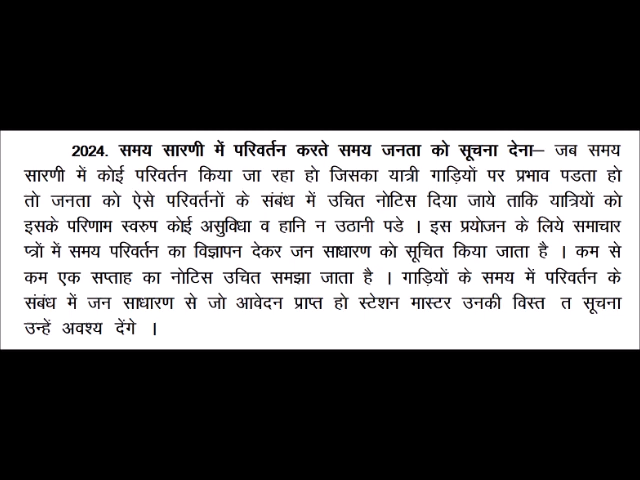 2024. समय सारणी में परिवर्तन करते समय जनता को सूचना देना– जब समय
सारणी में कोई परिवर्तन किया जा रहा हो जिसका यात्री गाड़ियों पर प्रभाव पडता हो
तो जनता को ऐसे परिवर्तनों के संबंध में उचित नोटिस दिया जाये ताकि यात्रियों को
इसके परिणाम स्वरुप कोई असुविधा व हानि न उठानी पडे । इस प्रयोजन के लिये समाचार
प्त्रों में समय परिवर्तन का विज्ञापन देकर जन साधारण को सूचित किया जाता है । कम से
कम एक सप्ताह का नोटिस उचित समझा जाता है । गाड़ियों के समय में परिवर्तन के
संबंध में जन साधारण से जो आवेदन प्राप्त हो स्टेशन मास्टर उनकी विस्त त सूचना
उन्हें अवश्य देंगे ।